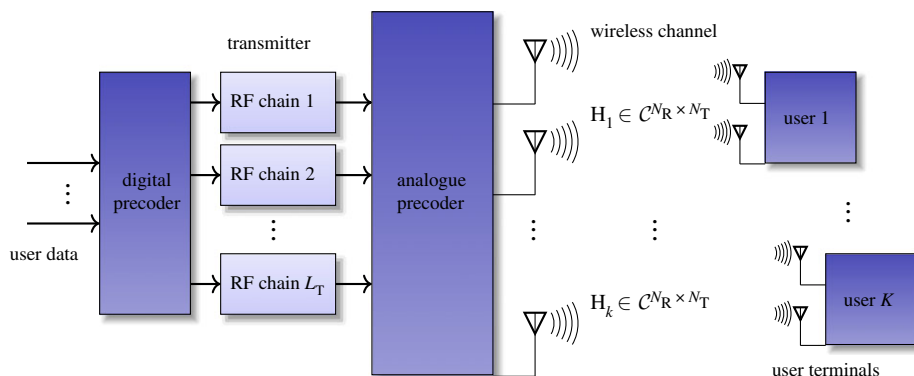 transmitter
wireless channel
RF chain 1
H₁ ∈ 𝒞^{N_R × N_T}
user 1
digital
precoder
RF chain 2
analogue
precoder
⋮
user data
RF chain L_T
H_k ∈ 𝒞^{N_R × N_T}
user K
user terminals